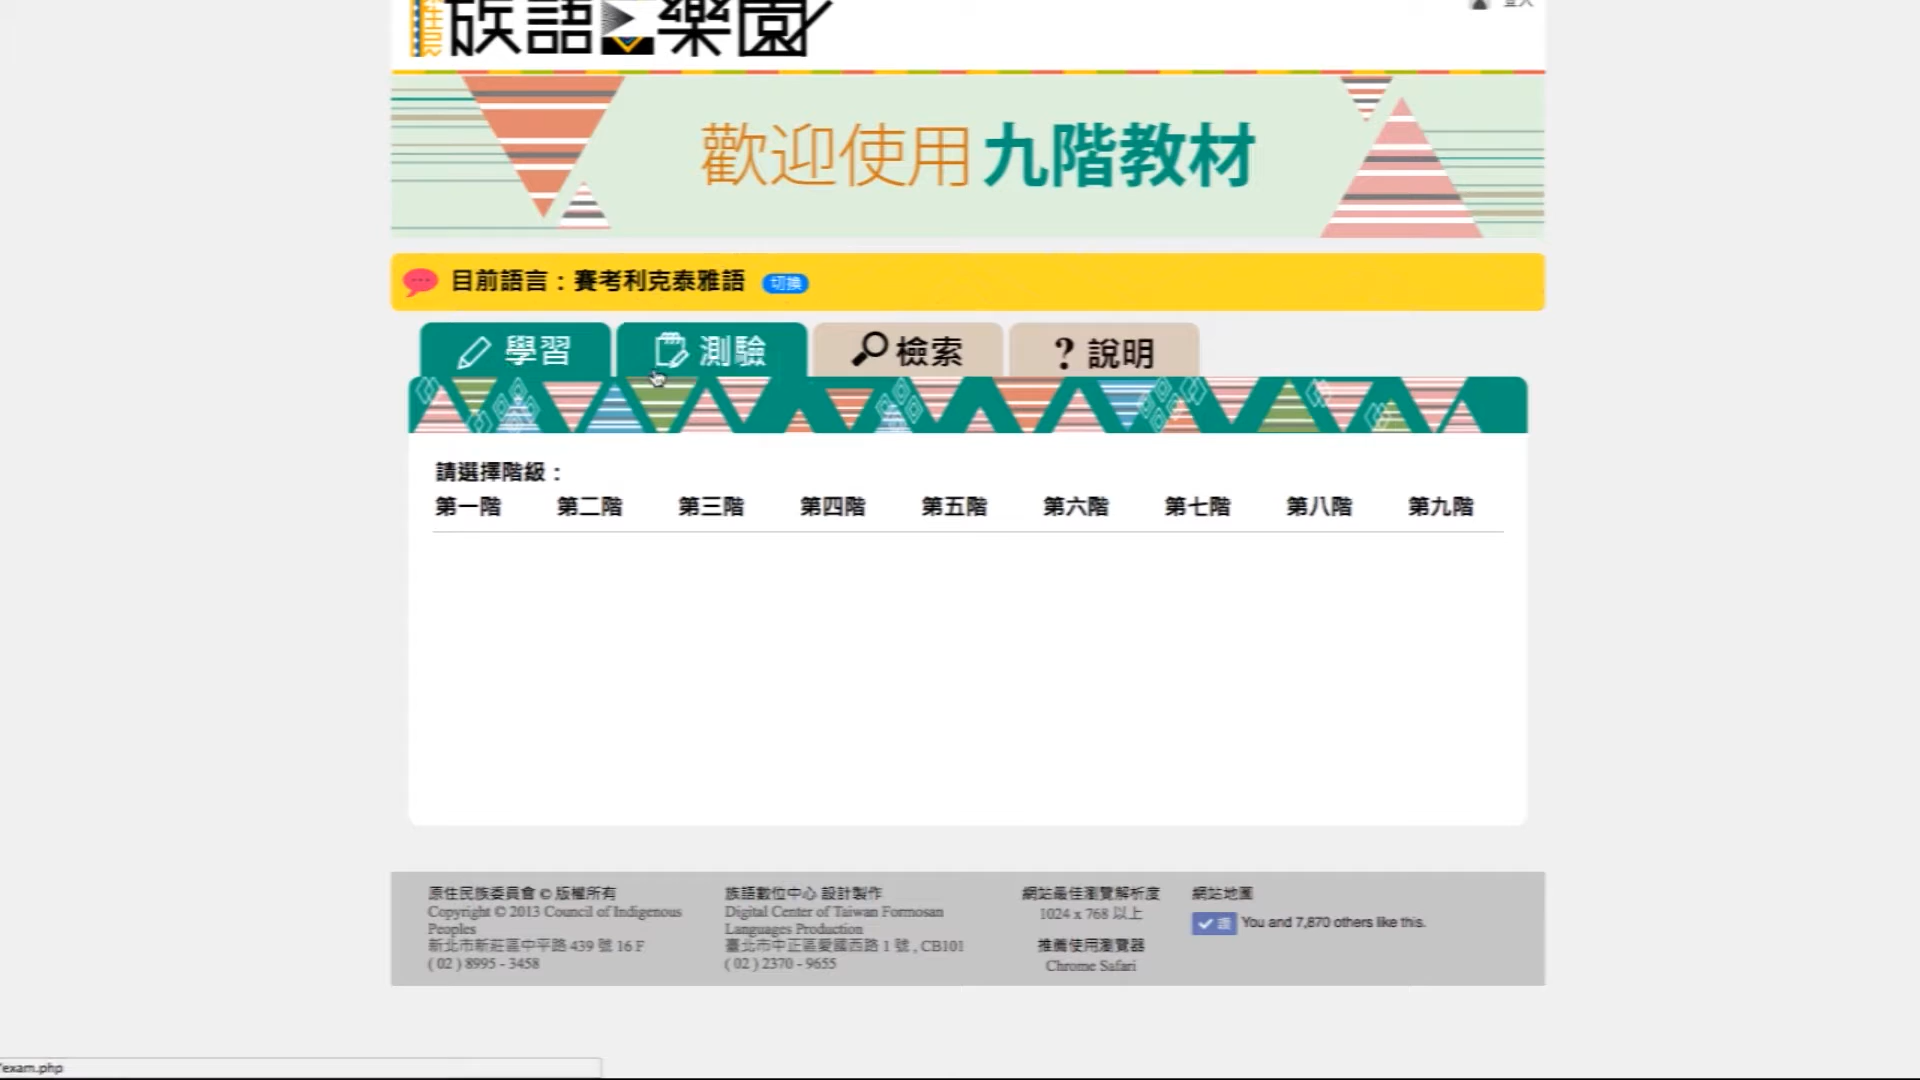 族語E樂園
登入
歡迎使用九階教材
目前語言：賽考利克泰雅語 切換
學習 測驗 檢索 ? 說明
請選擇階級：
第一階 第二階 第三階 第四階 第五階 第六階 第七階 第八階 第九階
原住民族委員會 © 版權所有
Copyright © 2013 Council of Indigenous
Peoples
新北市新莊區中平路 439 號 16 F
( 02 ) 8995 - 3458
族語數位中心 設計製作
Digital Center of Taiwan Formosan
Languages Production
臺北市中正區愛國西路 1 號 , CB101
( 02 ) 2370 - 9655
網站最佳瀏覽解析度
1024 x 768 以上
推薦使用瀏覽器
Chrome Safari
網站地圖
讚 You and 7,870 others like this.
/exam.php